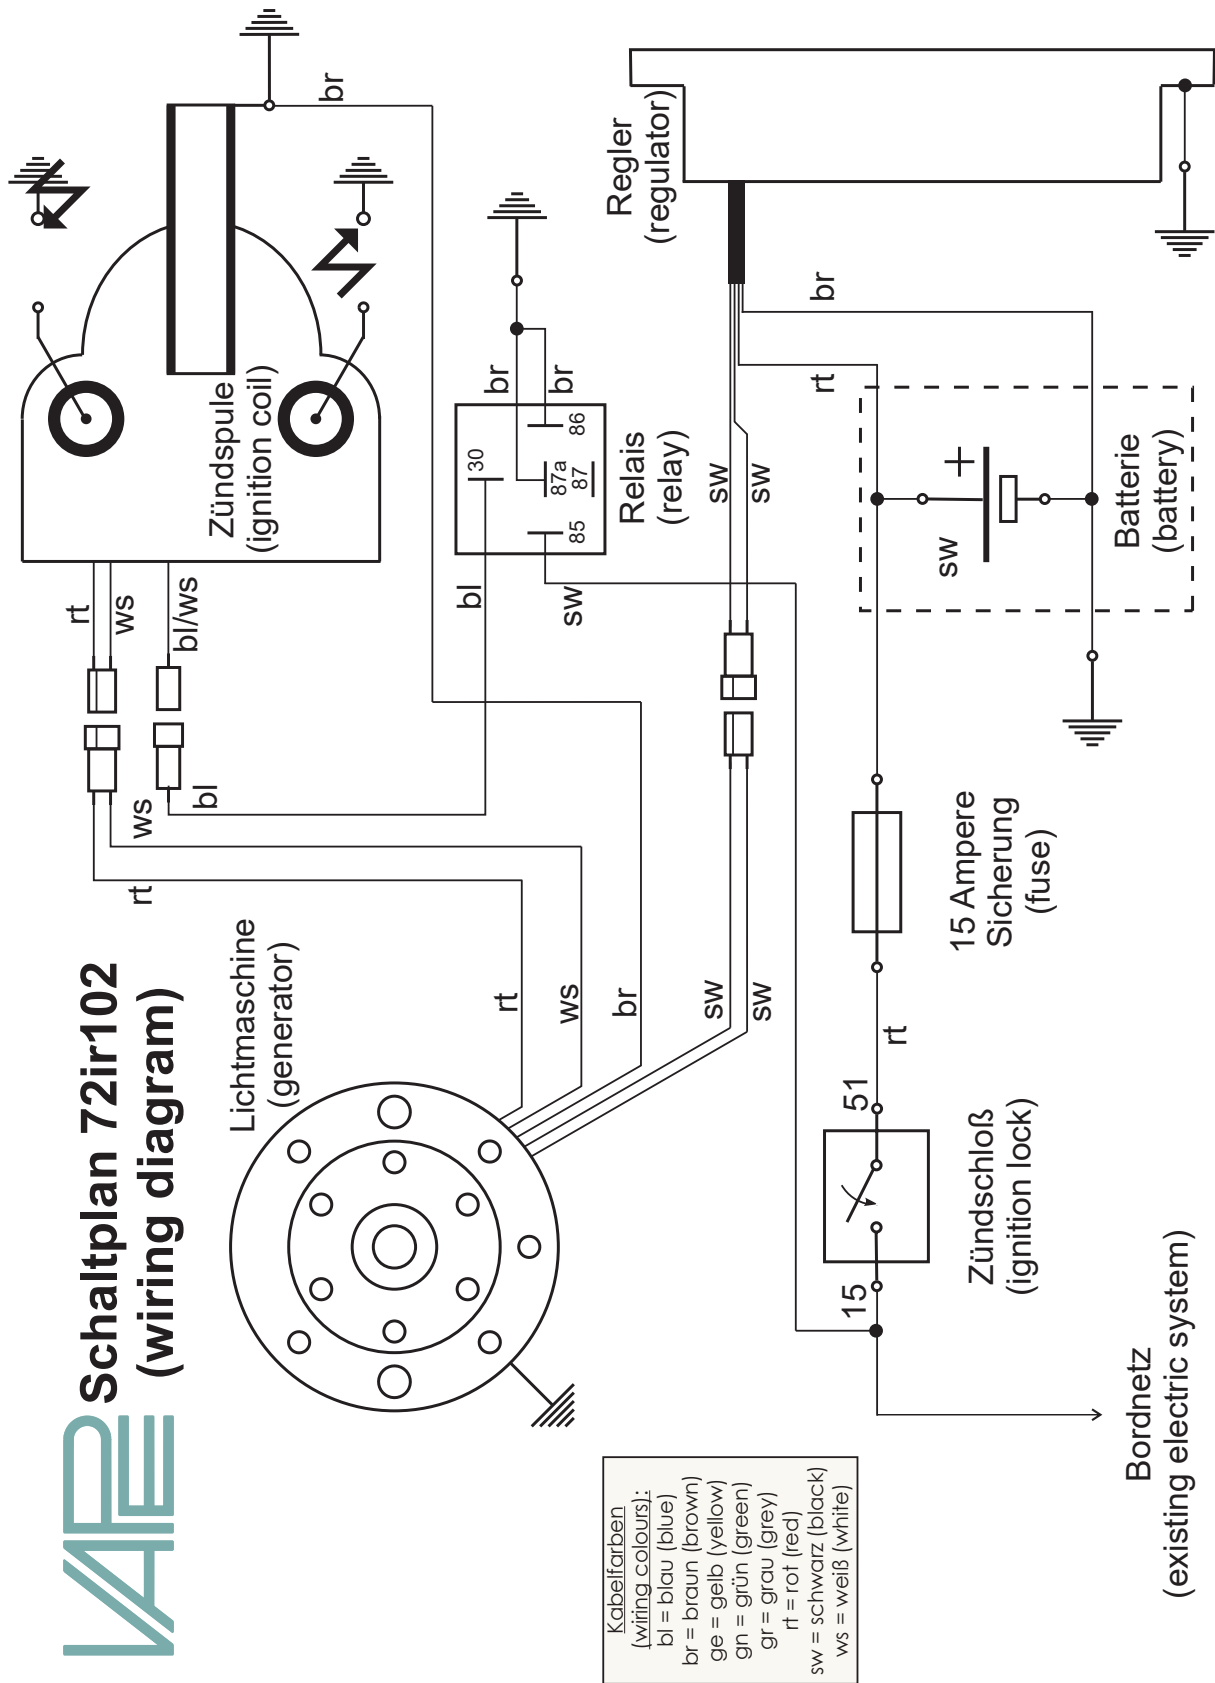 VAPE
Schaltplan 72ir102
(wiring diagram)
Lichtmaschine
(generator)
Zündspule
(ignition coil)
rt
ws
bl/ws
rt
ws
bl
rt
ws
br
sw
sw
br
bl
sw
br
br
30
87a
87
86
85
Relais
(relay)
Regler
(regulator)
sw
sw
rt
br
sw
Batterie
(battery)
15 Ampere
Sicherung
(fuse)
rt
51
15
Zündschloß
(ignition lock)
Bordnetz
(existing electric system)
Kabelfarben
(wiring colours):
bl = blau (blue)
br = braun (brown)
ge = gelb (yellow)
gn = grün (green)
gr = grau (grey)
rt = rot (red)
sw = schwarz (black)
ws = weiß (white)